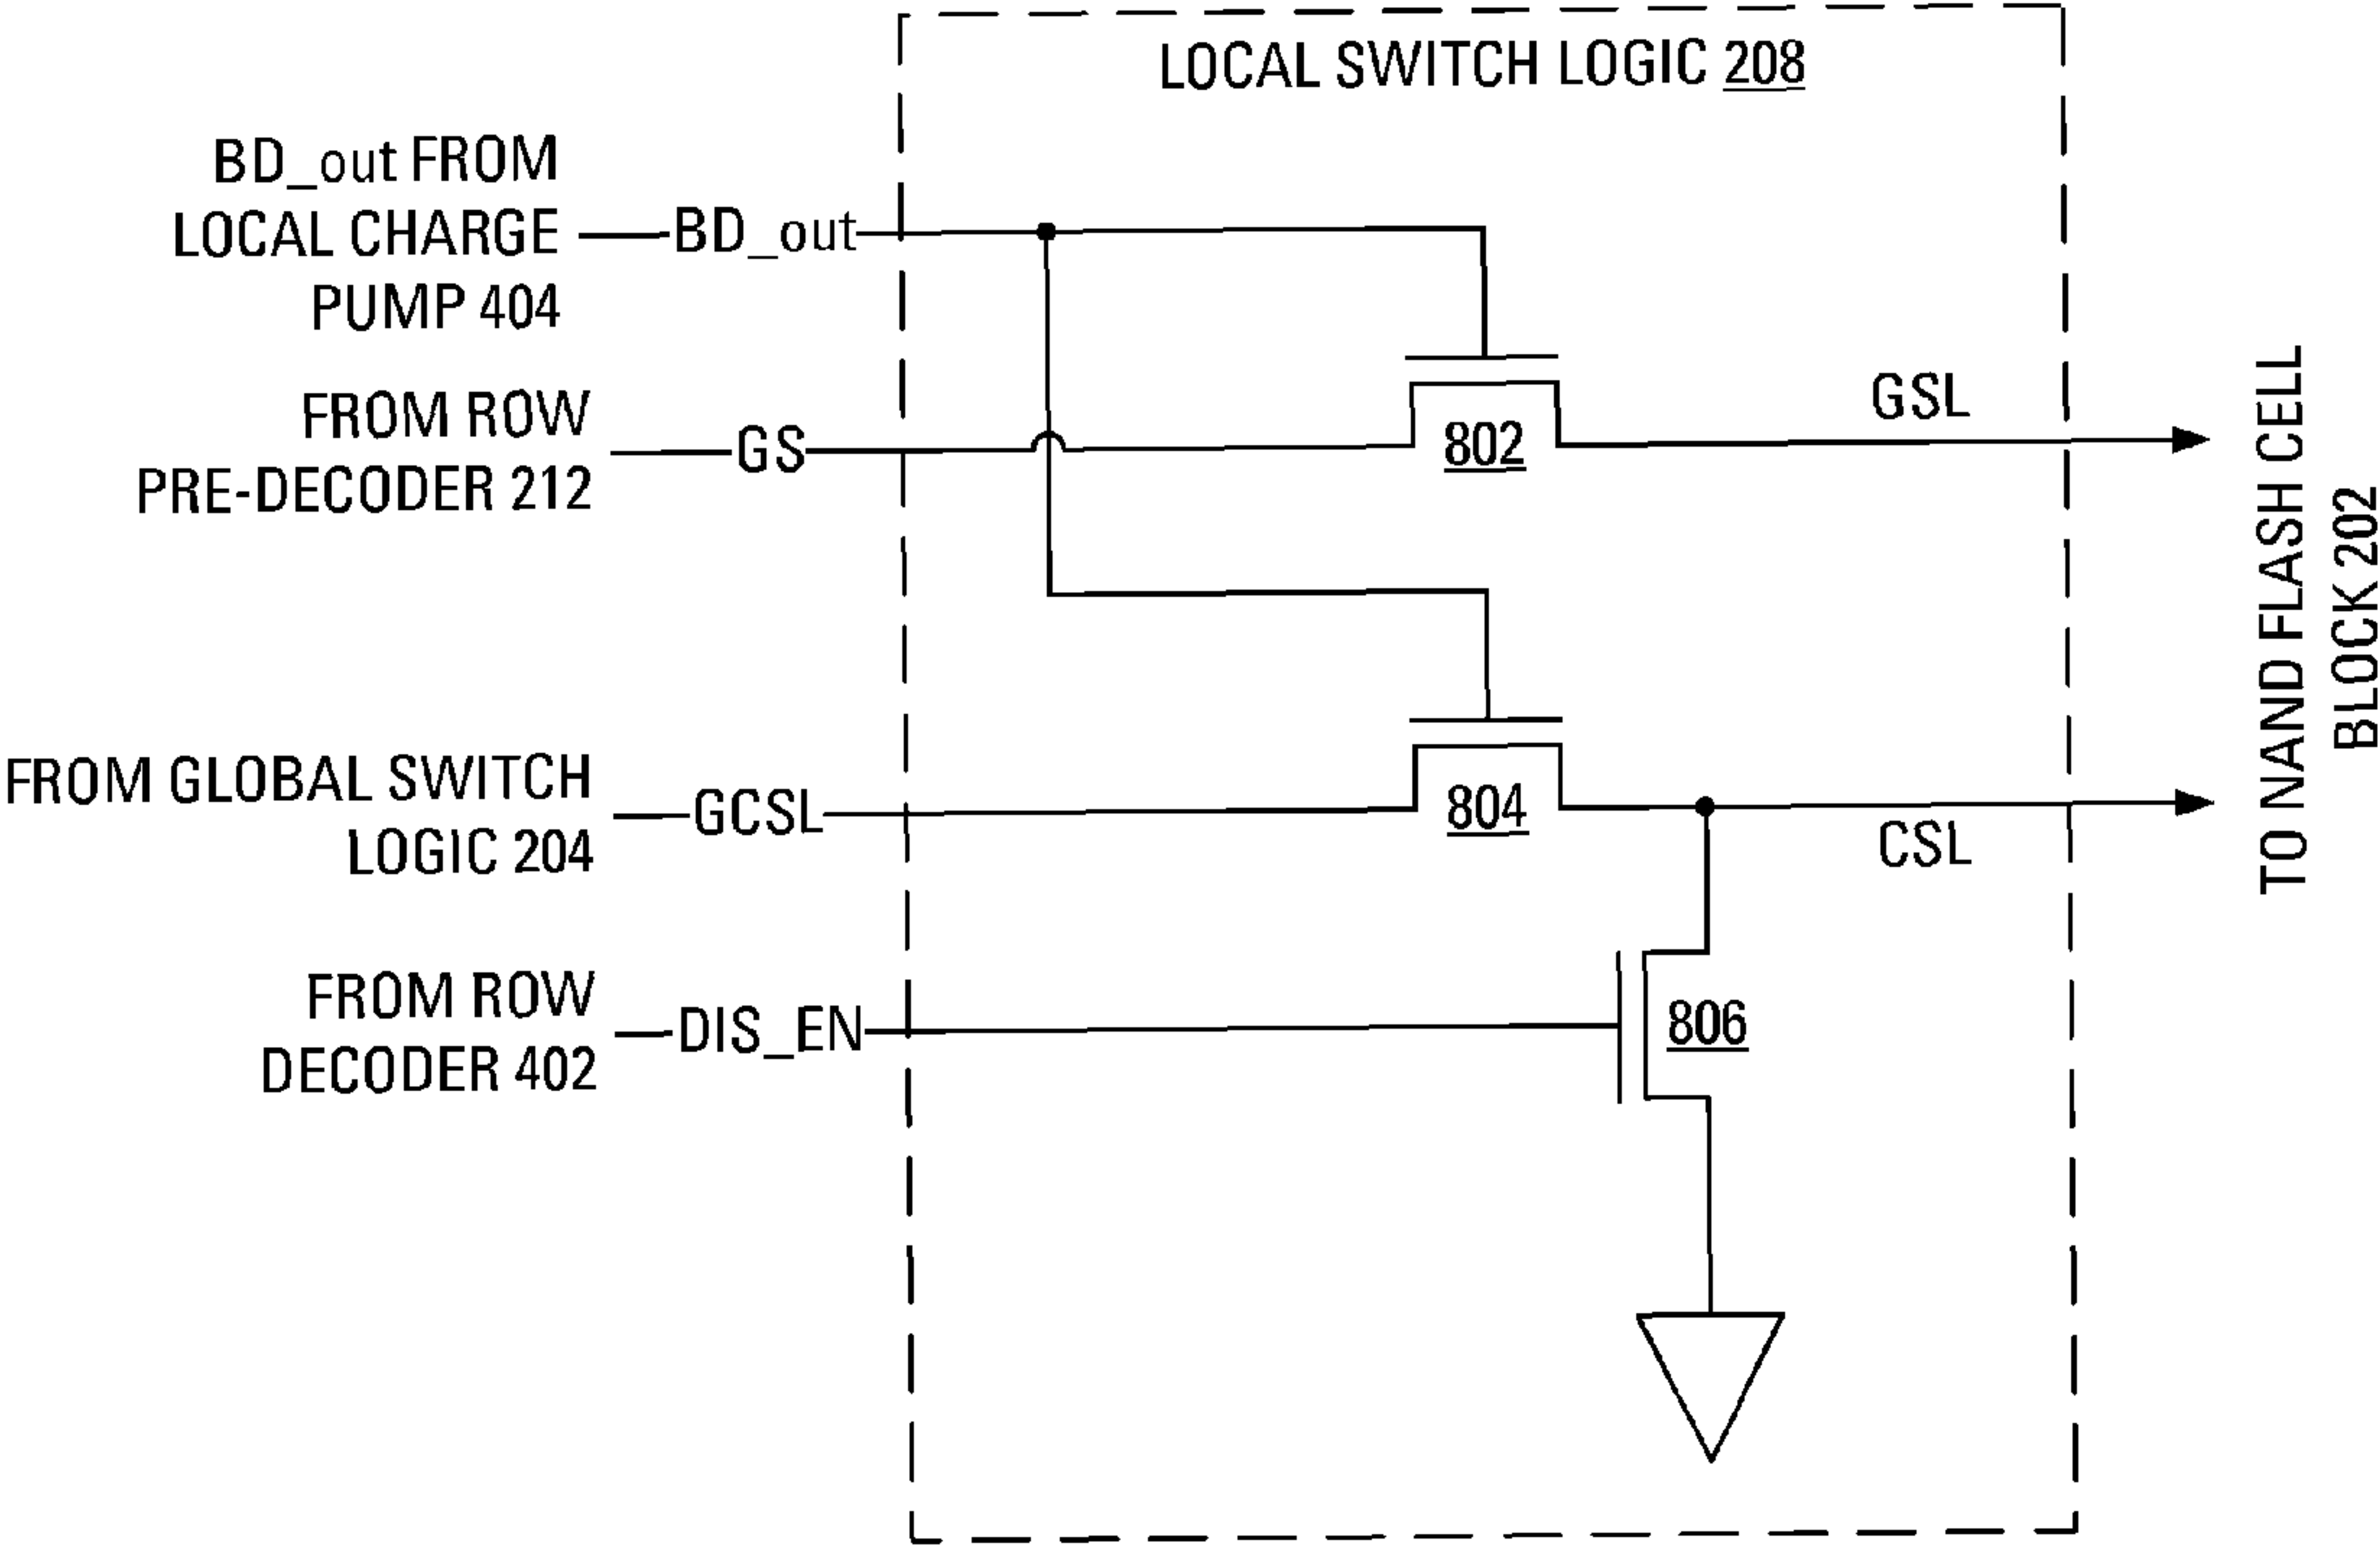 LOCAL SWITCH LOGIC 208
BD_out FROM
LOCAL CHARGE
PUMP 404
BD_out
FROM ROW
PRE-DECODER 212
GS
802
GSL
FROM GLOBAL SWITCH
LOGIC 204
GCSL
804
CSL
FROM ROW
DECODER 402
DIS_EN
806
TO NAND FLASH CELL
BLOCK 202